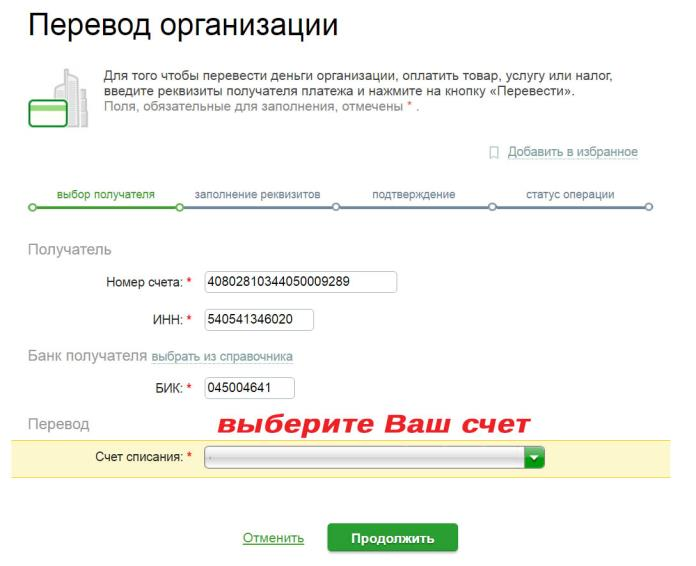 Перевод организации
Для того чтобы перевести деньги организации, оплатить товар, услугу или налог,
введите реквизиты получателя платежа и нажмите на кнопку «Перевести».
Поля, обязательные для заполнения, отмечены * .
Добавить в избранное
выбор получателя заполнение реквизитов подтверждение статус операции
Получатель
Номер счета: * 40802810344050009289
ИНН: * 540541346020
Банк получателя выбрать из справочника
БИК: * 045004641
Перевод выберите Ваш счет
Счет списания: *
Отменить Продолжить